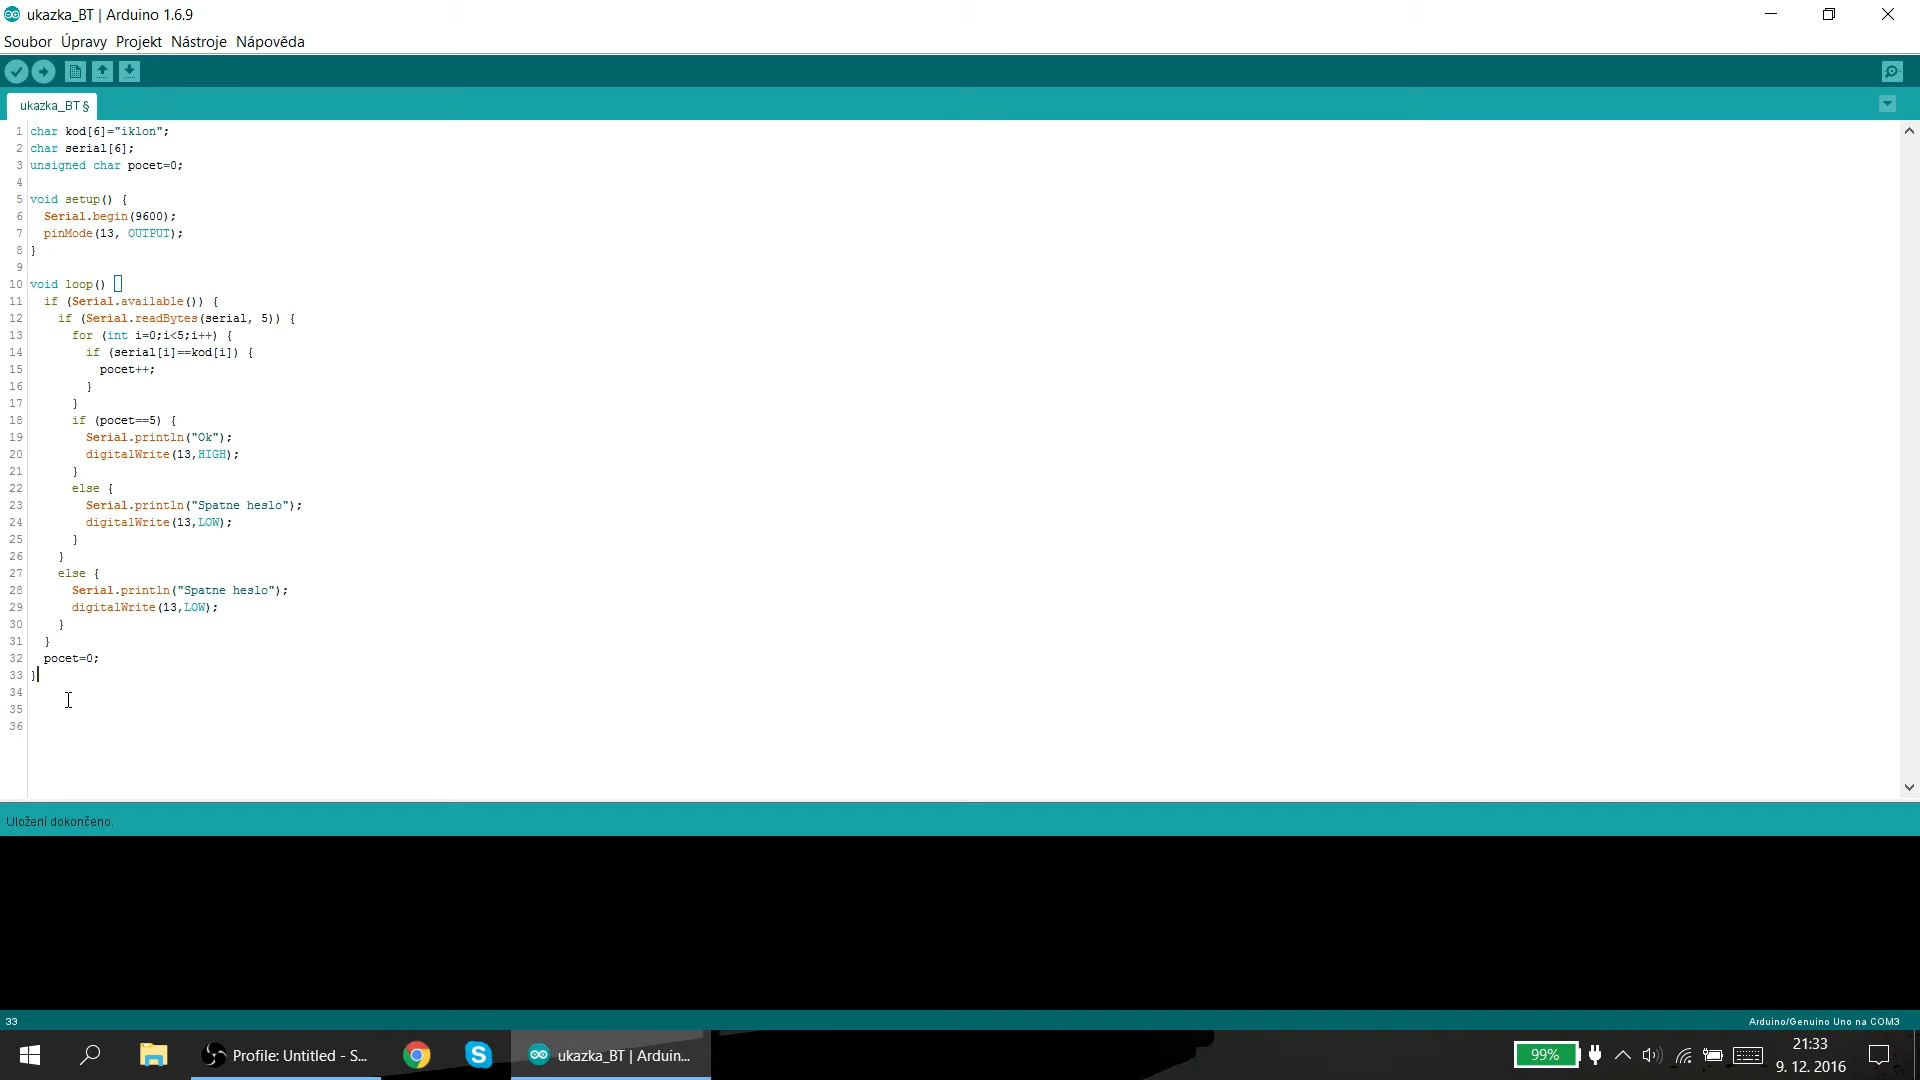 ukazka_BT | Arduino 1.6.9
Soubor Úpravy Projekt Nástroje Nápověda
ukazka_BT §
1 char kod[6]="iklon";
2 char serial[6];
3 unsigned char pocet=0;
4
5 void setup() {
6 Serial.begin(9600);
7 pinMode(13, OUTPUT);
8 }
9
10 void loop() {
11 if (Serial.available()) {
12 if (Serial.readBytes(serial, 5)) {
13 for (int i=0;i<5;i++) {
14 if (serial[i]==kod[i]) {
15 pocet++;
16 }
17 }
18 if (pocet==5) {
19 Serial.println("Ok");
20 digitalWrite(13,HIGH);
21 }
22 else {
23 Serial.println("Spatne heslo");
24 digitalWrite(13,LOW);
25 }
26 }
27 else {
28 Serial.println("Spatne heslo");
29 digitalWrite(13,LOW);
30 }
31 }
32 pocet=0;
33 }
34
35
36
Uložení dokončeno.
33 Arduino/Genuino Uno na COM3
Profile: Untitled - S... ukazka_BT | Arduin... 99% 21:33
9. 12. 2016